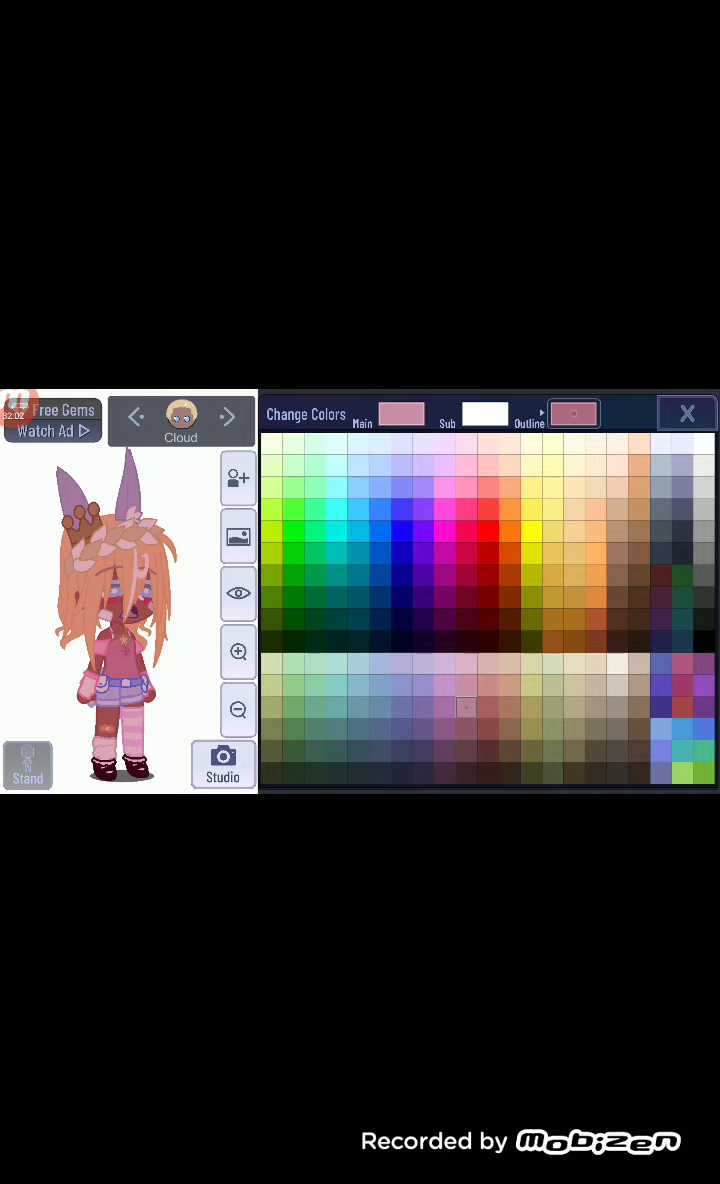 32:02
Free Gems
Watch Ad
Cloud
Stand
Studio
Change Colors
Main
Sub
Outline
X
Recorded by mobizen